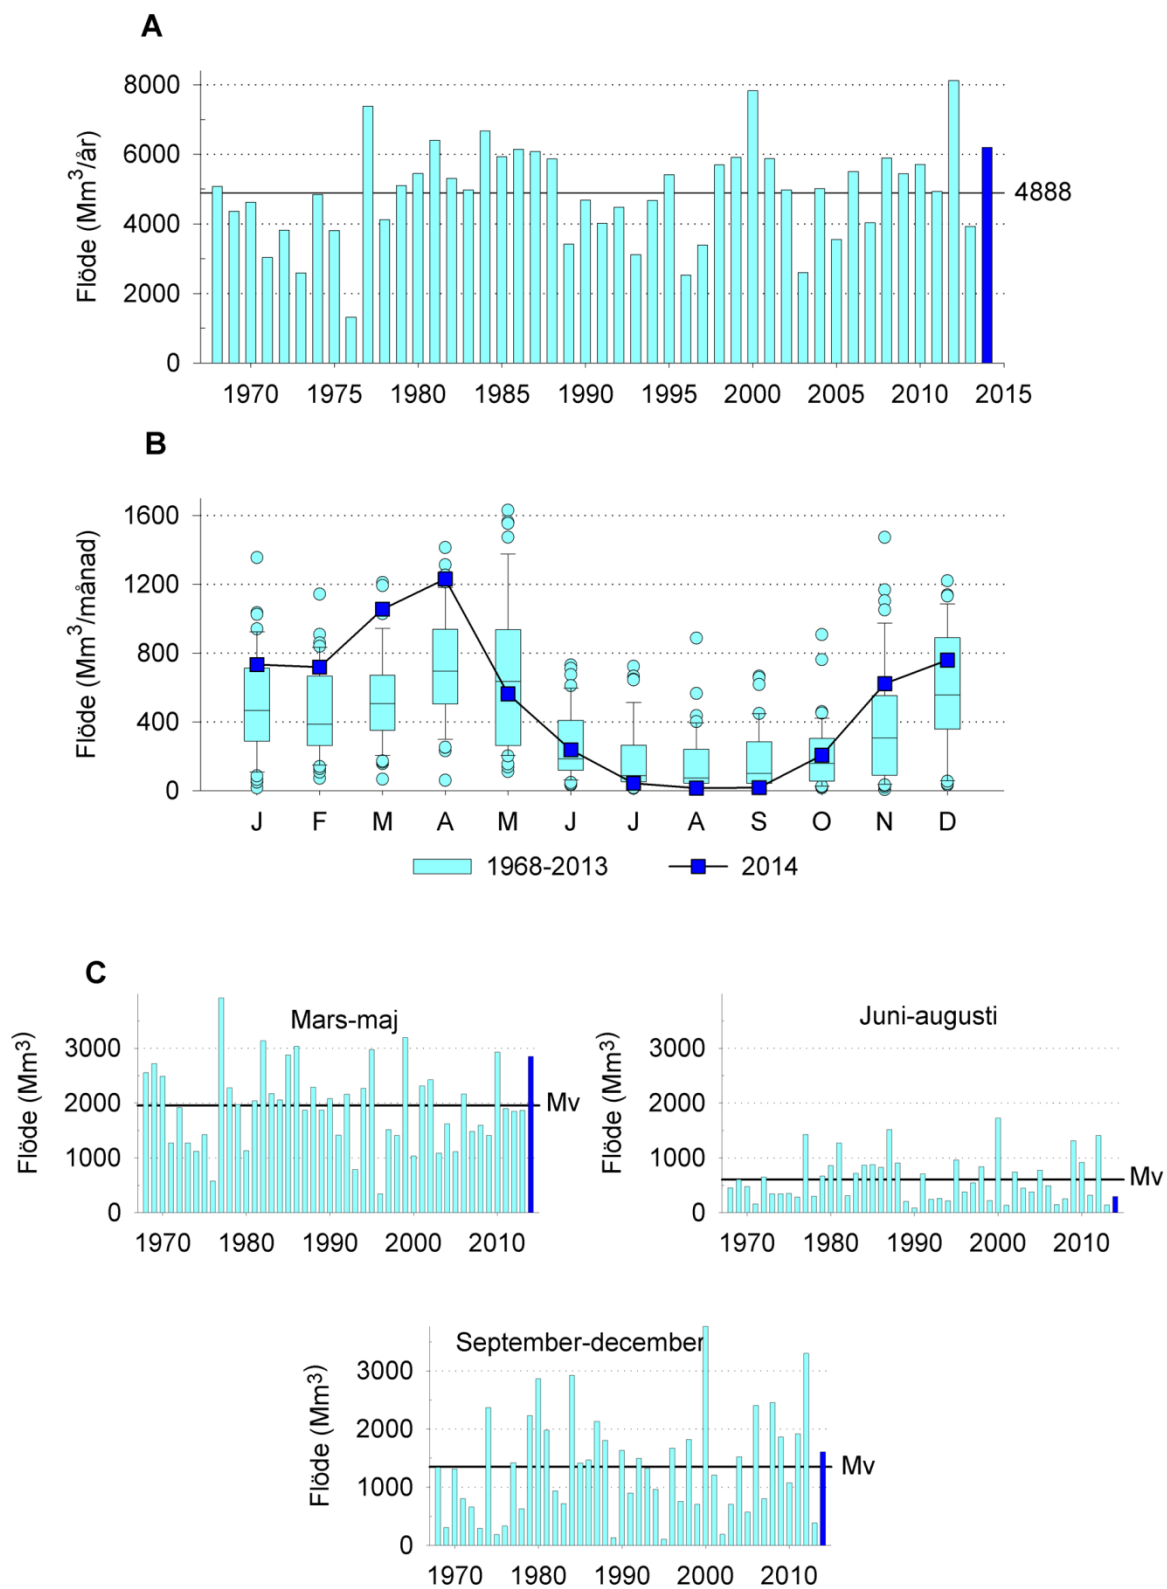 A
Flöde (Mm³/år)
8000
6000
4000
2000
0
4888
1970 1975 1980 1985 1990 1995 2000 2005 2010 2015
B
Flöde (Mm³/månad)
1600
1200
800
400
0
J F M A M J J A S O N D
1968-2013 2014
C
Mars-maj
Flöde (Mm³)
3000
2000
1000
0
Mv
1970 1980 1990 2000 2010
Juni-augusti
Flöde (Mm³)
3000
2000
1000
0
Mv
1970 1980 1990 2000 2010
September-december
Flöde (Mm³)
3000
2000
1000
0
Mv
1970 1980 1990 2000 2010